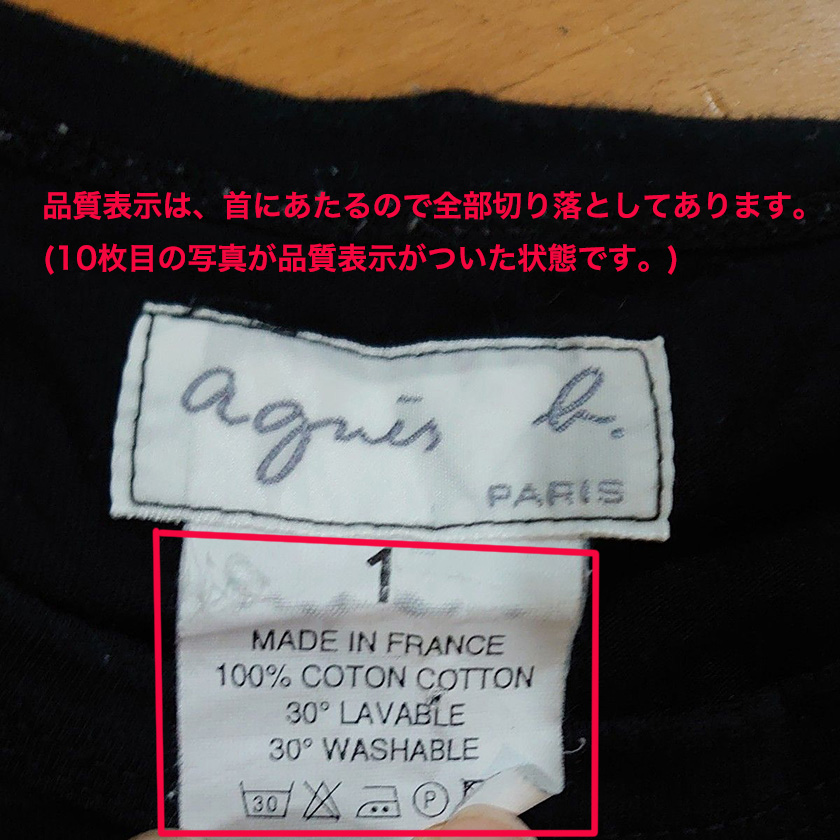 品質表示は、首にあたるので全部切り落としてあります。
(10枚目の写真が品質表示がついた状態です。)
agnès b.
PARIS
1
MADE IN FRANCE
100% COTON COTTON
30° LAVABLE
30° WASHABLE
30 P